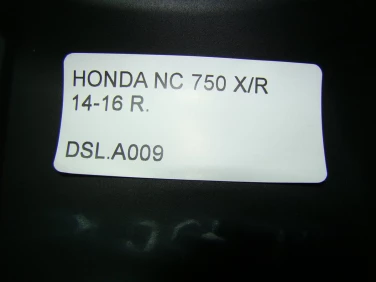 HONDA NC 750 X/R
14-16 R.
DSL.A009